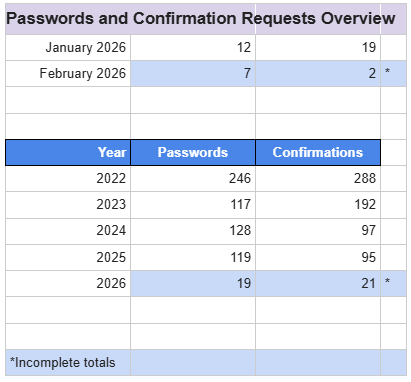 Passwords and Confirmation Requests Overview
January 2026 12 19
February 2026 7 2 *
Year Passwords Confirmations
2022 246 288
2023 117 192
2024 128 97
2025 119 95
2026 19 21 *
*Incomplete totals